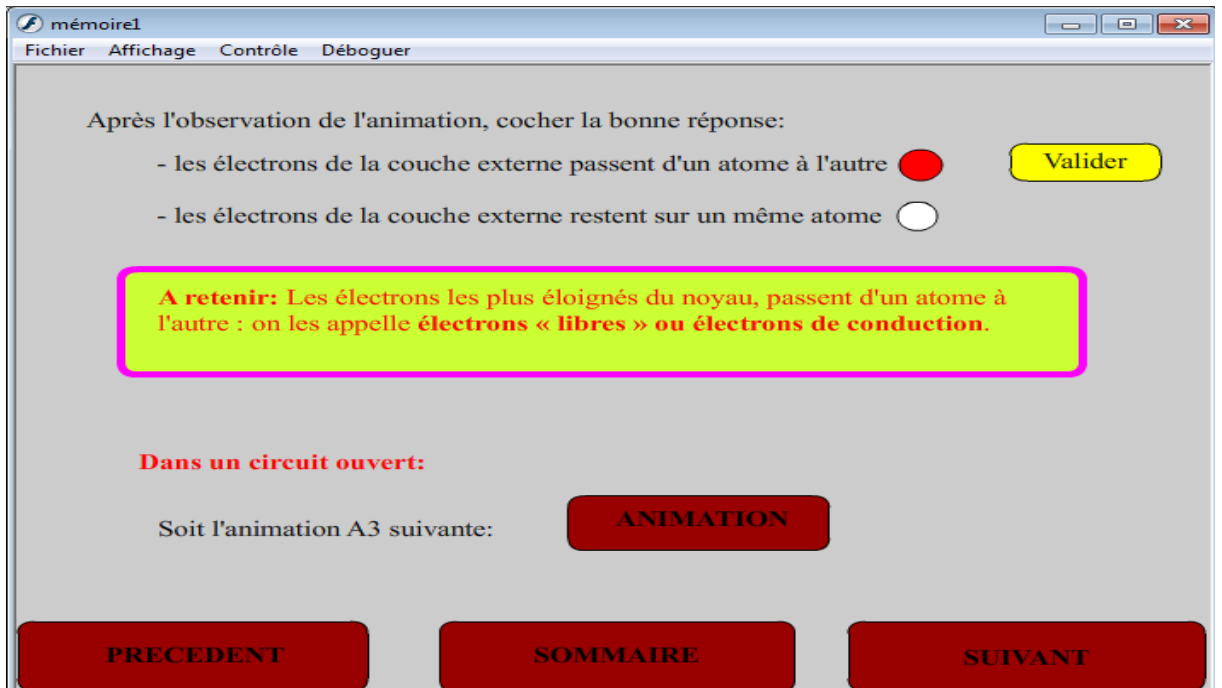 mémoire1
Fichier Affichage Contrôle Déboguer
Après l'observation de l'animation, cocher la bonne réponse:
- les électrons de la couche externe passent d'un atome à l'autre
Valider
- les électrons de la couche externe restent sur un même atome
A retenir: Les électrons les plus éloignés du noyau, passent d'un atome à
l'autre : on les appelle électrons « libres » ou électrons de conduction.
Dans un circuit ouvert:
Soit l'animation A3 suivante:
ANIMATION
PRECEDENT
SOMMAIRE
SUIVANT